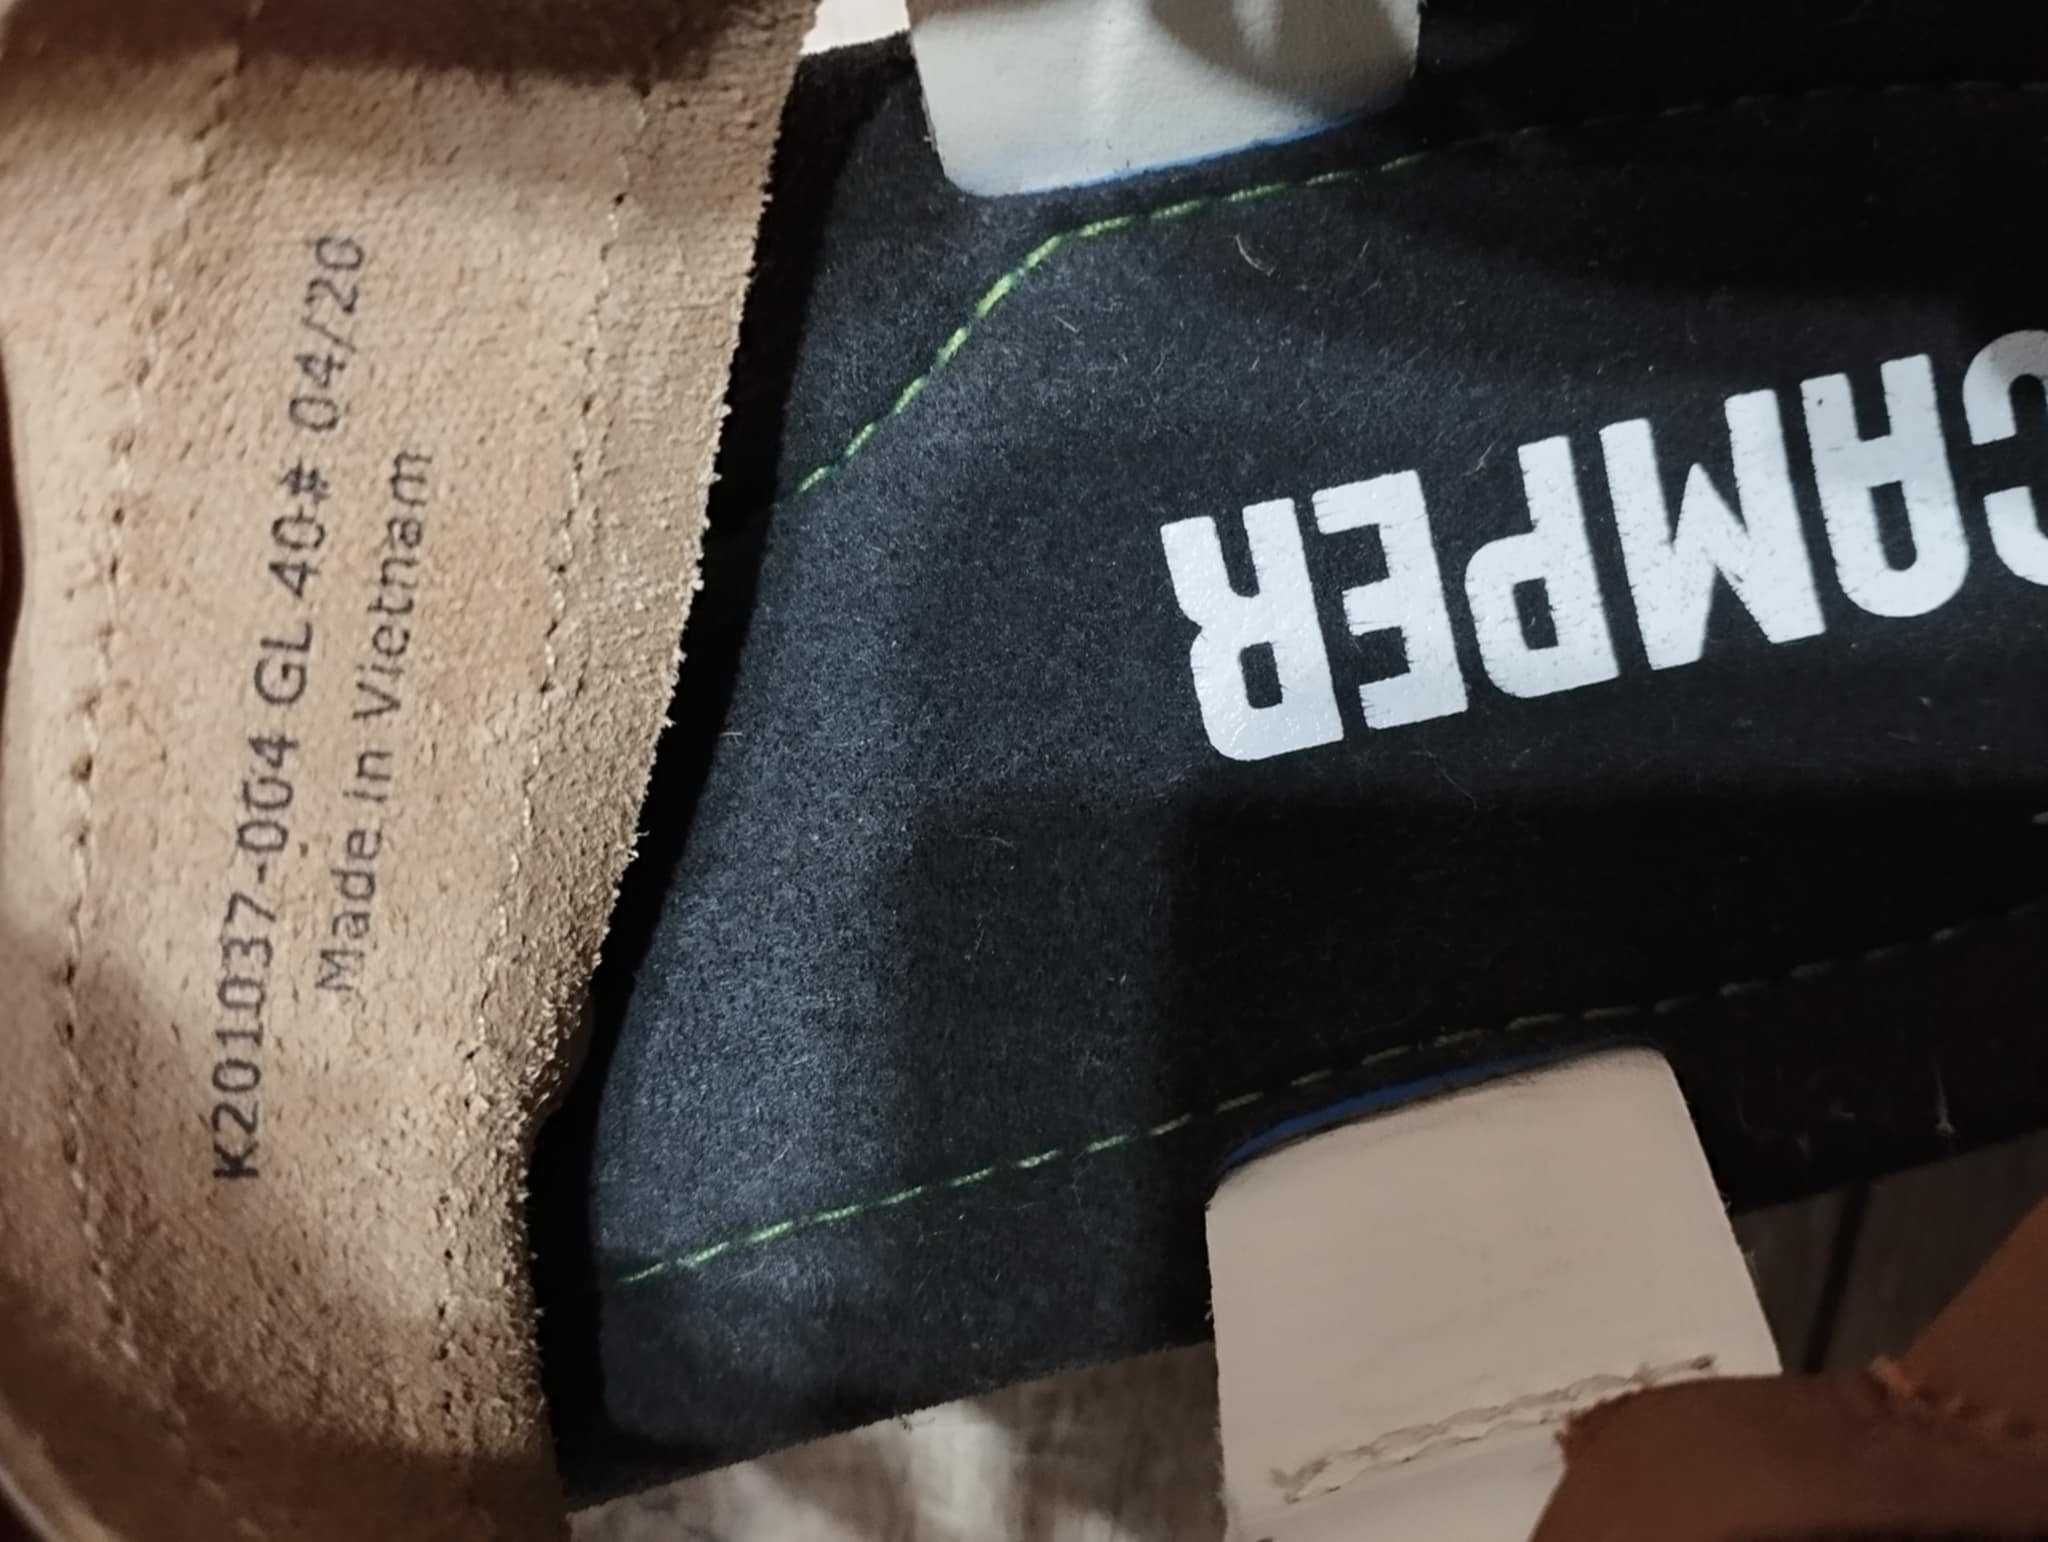 K201037-004 GL 40# 04/20
Made in Vietnam
CAMPER